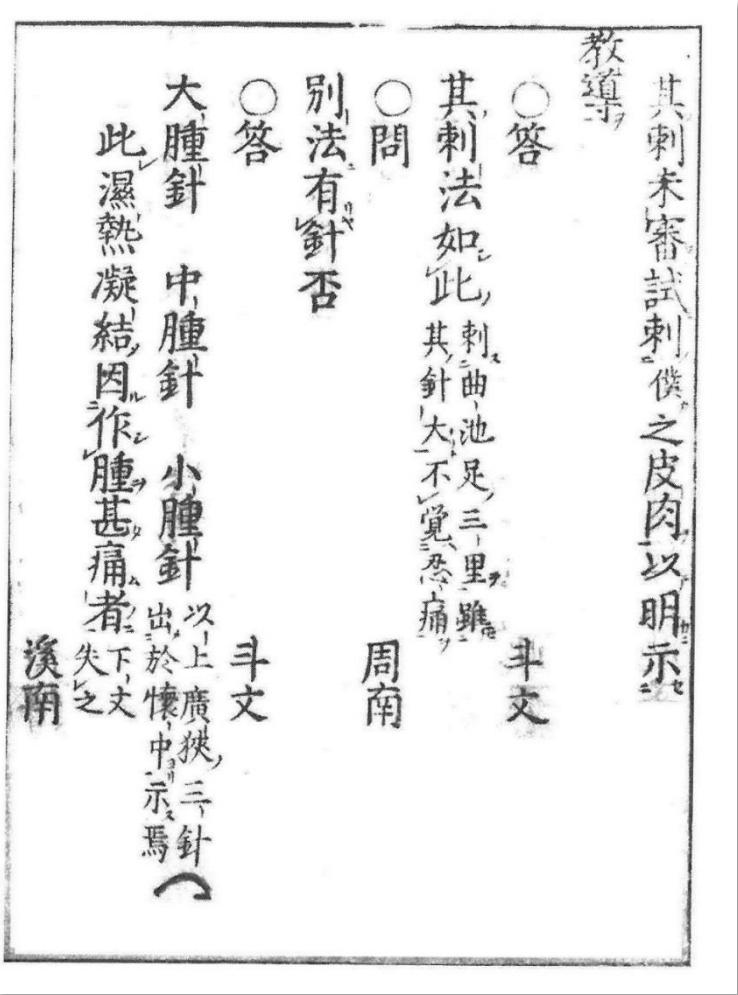 其刺未審試刺僕之皮肉以明示
教導
○答 斗文
其刺法如此 刺曲池足三里雖
其針大不覚忍痛
○問 周南
別法有針否
○答 斗文
大腫針 中腫針 小腫針 以上廣狹三針
出於懷中示焉
此濕熱凝結因作腫甚痛者 下丈
失之
溪南